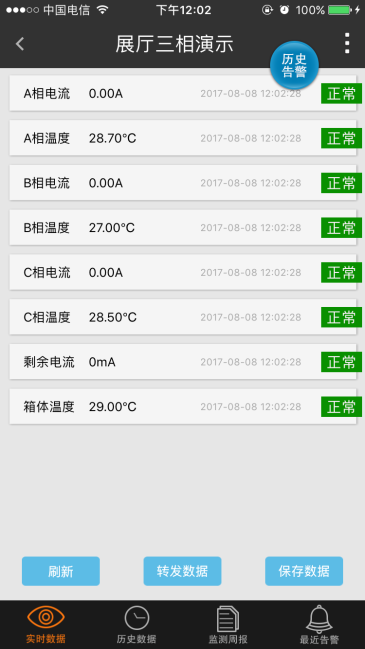 中国电信 下午12:02 100%
展厅三相演示
历史
告警
A相电流 0.00A 2017-08-08 12:02:28 正常
A相温度 28.70℃ 2017-08-08 12:02:28 正常
B相电流 0.00A 2017-08-08 12:02:28 正常
B相温度 27.00℃ 2017-08-08 12:02:28 正常
C相电流 0.00A 2017-08-08 12:02:28 正常
C相温度 28.50℃ 2017-08-08 12:02:28 正常
剩余电流 0mA 2017-08-08 12:02:28 正常
箱体温度 29.00℃ 2017-08-08 12:02:28 正常
刷新 转发数据 保存数据
实时数据 历史数据 监测周报 最近告警